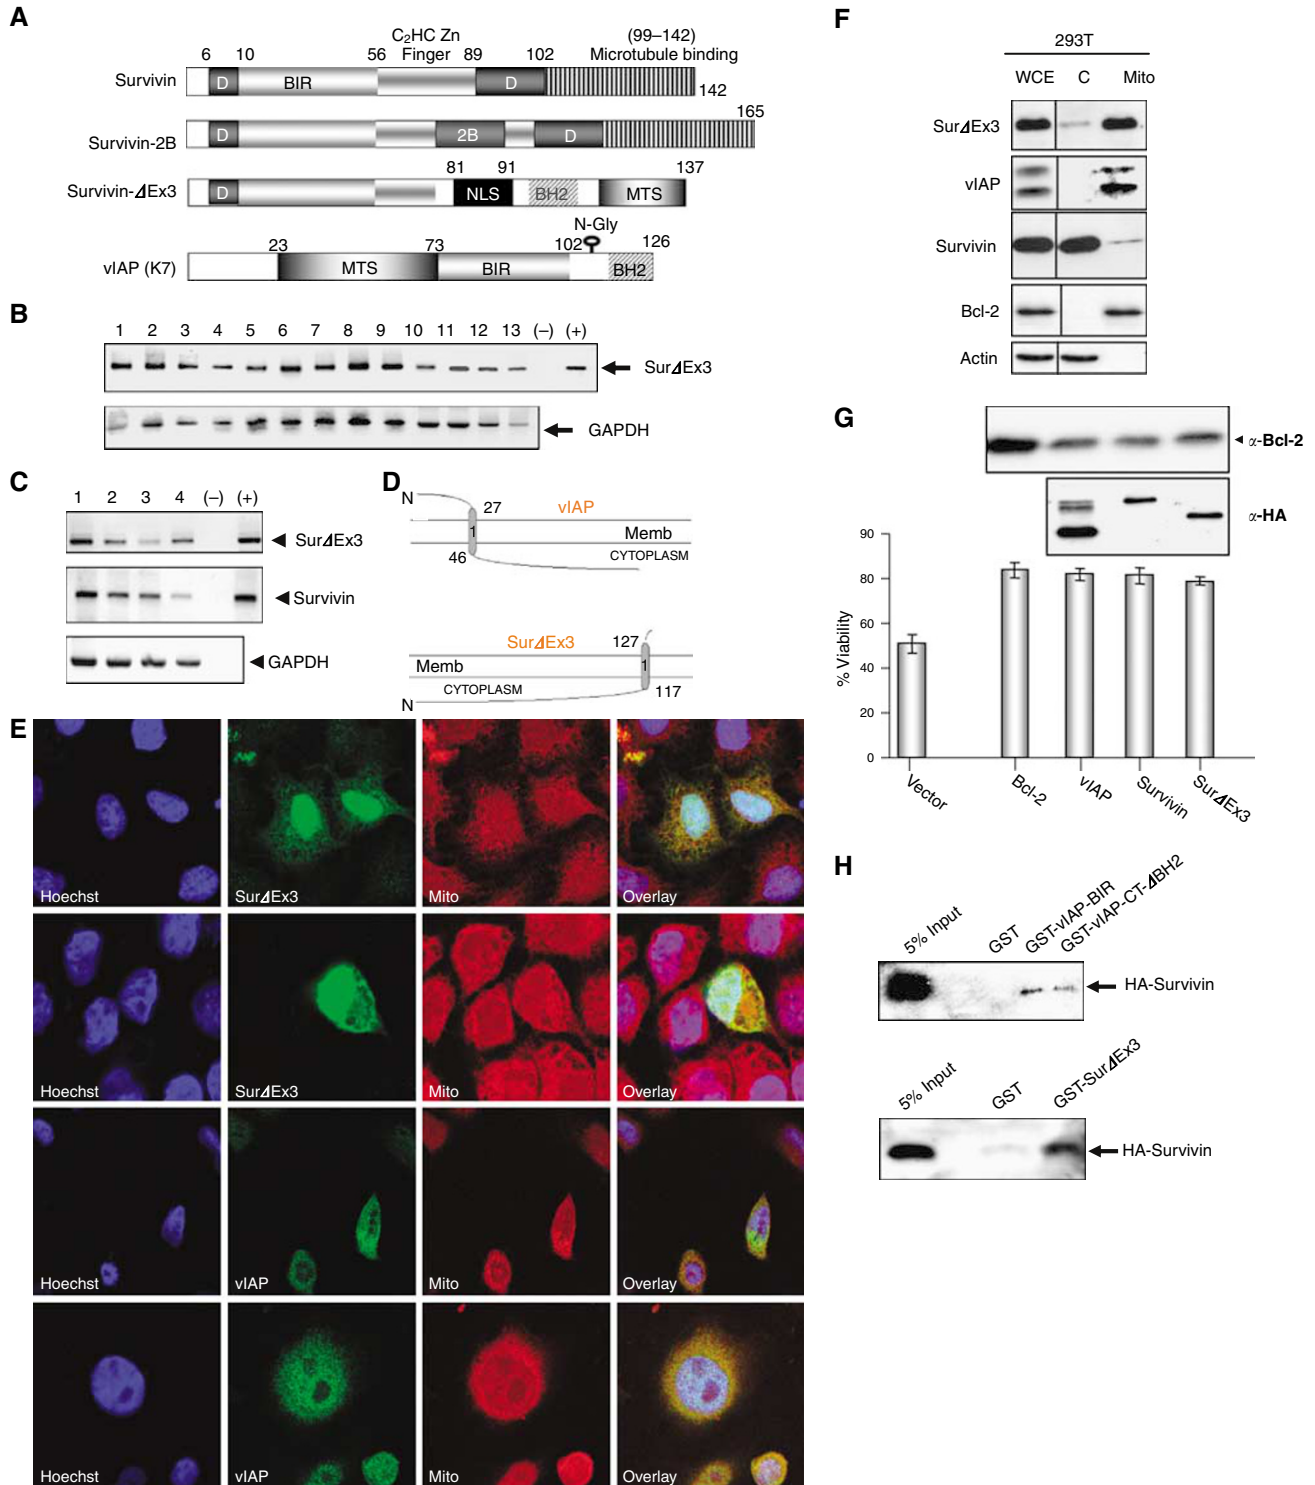 A
C2HC Zn
(99–142)
6 10 56 Finger 89 102 Microtubule binding
Survivin D BIR D 142
165
Survivin-2B D 2B D
81 91 137
Survivin-ΔEx3 D NLS BH2 MTS
N-Gly
23 73 102 126
vIAP (K7) MTS BIR BH2
B
1 2 3 4 5 6 7 8 9 10 11 12 13 (–) (+)
SurΔEx3
GAPDH
C
1 2 3 4 (–) (+)
SurΔEx3
Survivin
GAPDH
D
N 27 vIAP
1 Memb
46 CYTOPLASM
SurΔEx3 127
Memb 1
CYTOPLASM 117
N
E
Hoechst SurΔEx3 Mito Overlay
Hoechst SurΔEx3 Mito Overlay
Hoechst vIAP Mito Overlay
Hoechst vIAP Mito Overlay
F
293T
WCE C Mito
SurΔEx3
vIAP
Survivin
Bcl-2
Actin
G
α-Bcl-2
α-HA
% Viability
90
80
60
40
20
0
Vector Bcl-2 vIAP Survivin SurΔEx3
H
5% Input GST GST-vIAP-BIR GST-vIAP-CT-ΔBH2
HA-Survivin
5% Input GST GST-SurΔEx3
HA-Survivin